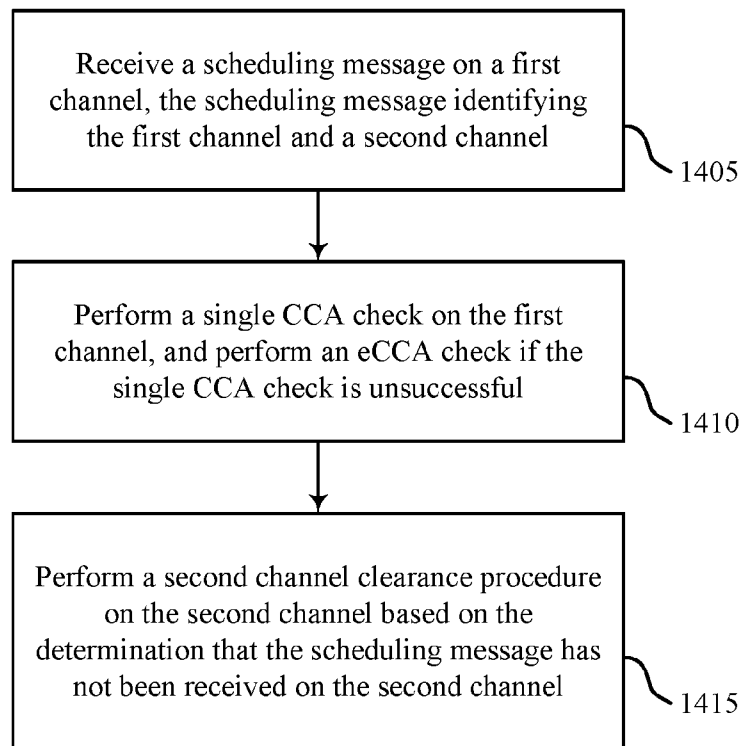 Receive a scheduling message on a first
channel, the scheduling message identifying
the first channel and a second channel
1405
Perform a single CCA check on the first
channel, and perform an eCCA check if the
single CCA check is unsuccessful
1410
Perform a second channel clearance procedure
on the second channel based on the
determination that the scheduling message has
not been received on the second channel
1415